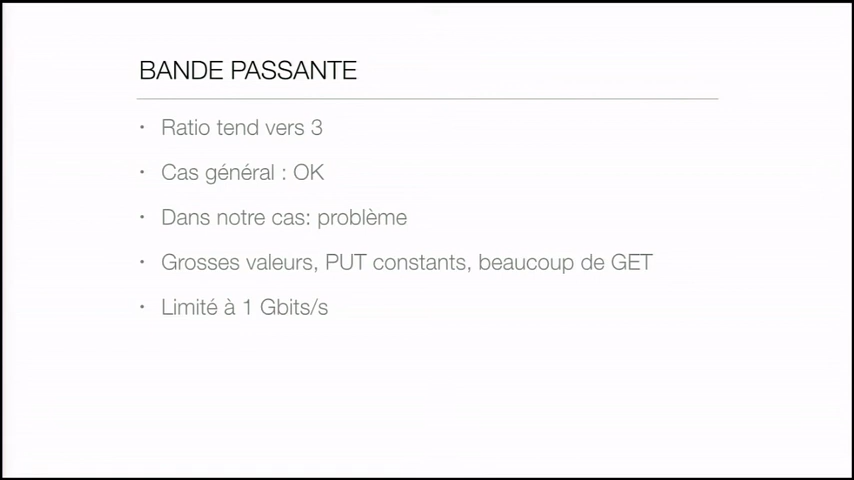 BANDE PASSANTE
• Ratio tend vers 3
• Cas général : OK
• Dans notre cas: problème
• Grosses valeurs, PUT constants, beaucoup de GET
• Limité à 1 Gbits/s